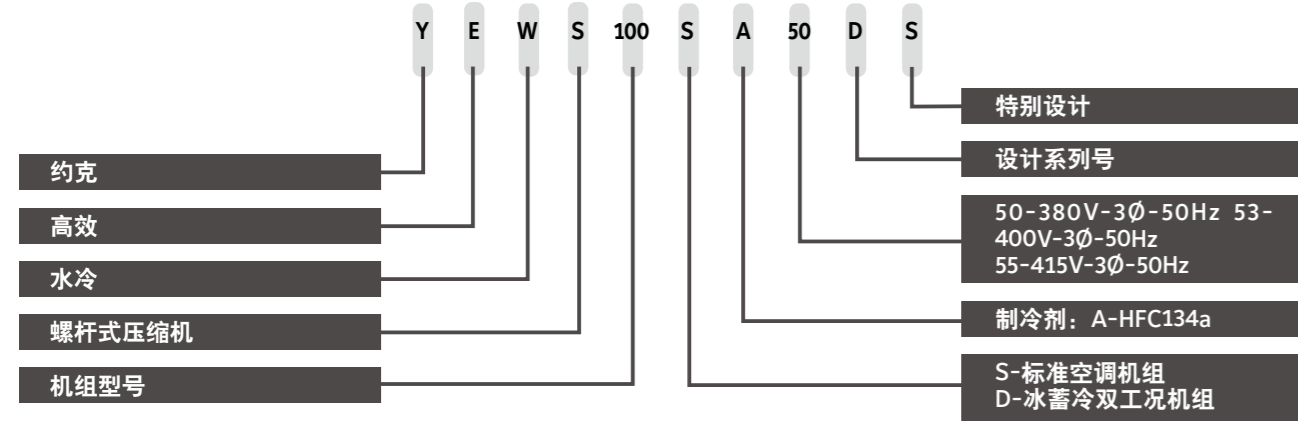 Y E W S 100 S A 50 D S
约克
高效
水冷
螺杆式压缩机
机组型号
特别设计
设计系列号
50-380V-3Ø-50Hz 53-
400V-3Ø-50Hz
55-415V-3Ø-50Hz
制冷剂：A-HFC134a
S-标准空调机组
D-冰蓄冷双工况机组